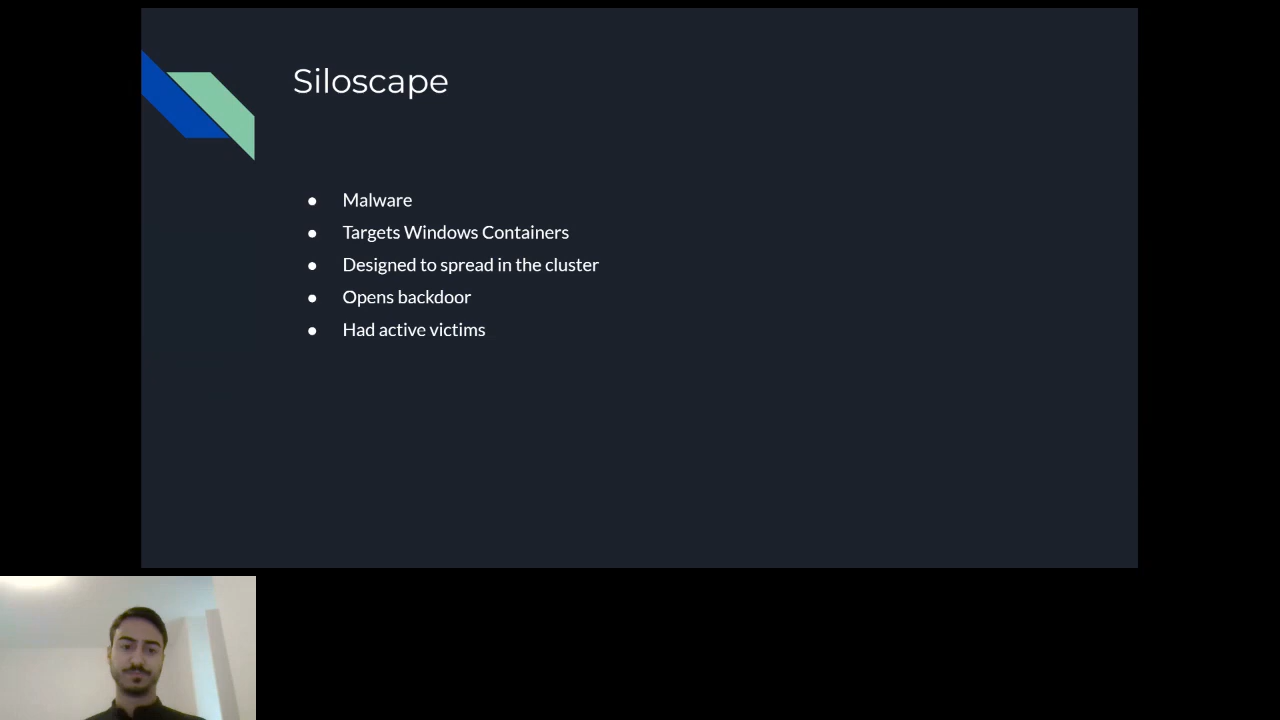 Siloscape
● Malware
● Targets Windows Containers
● Designed to spread in the cluster
● Opens backdoor
● Had active victims